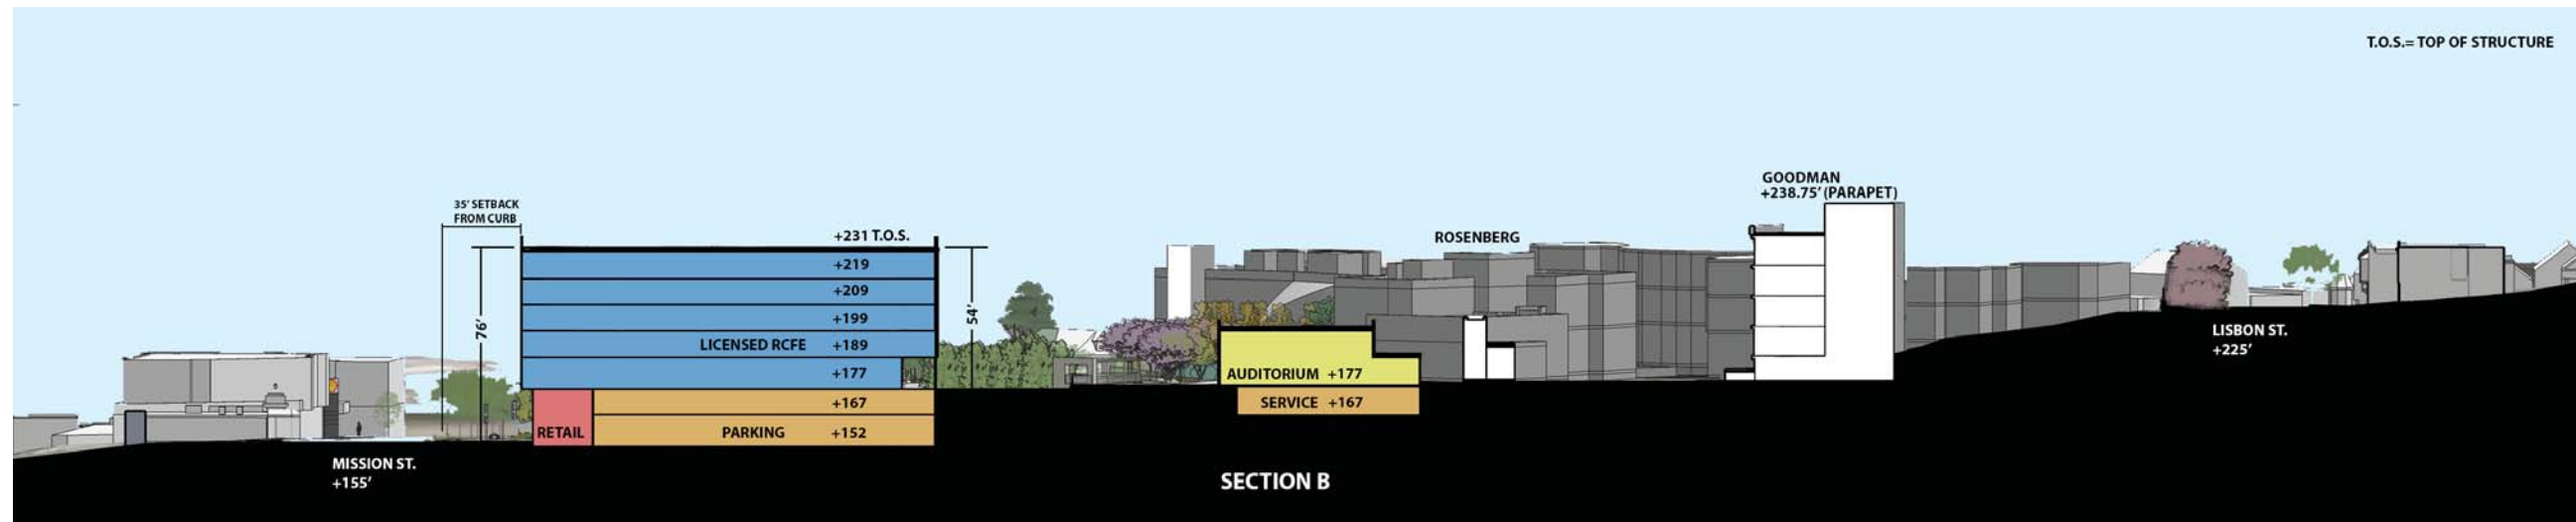 T.O.S.= TOP OF STRUCTURE
GOODMAN
+238.75' (PARAPET)
35' SETBACK
FROM CURB
+231 T.O.S.
ROSENBERG
+219
+209
+199
LICENSED RCFE +189
+177
76'
54'
AUDITORIUM +177
SERVICE +167
+167
RETAIL
PARKING +152
LISBON ST.
+225'
MISSION ST.
+155'
SECTION B